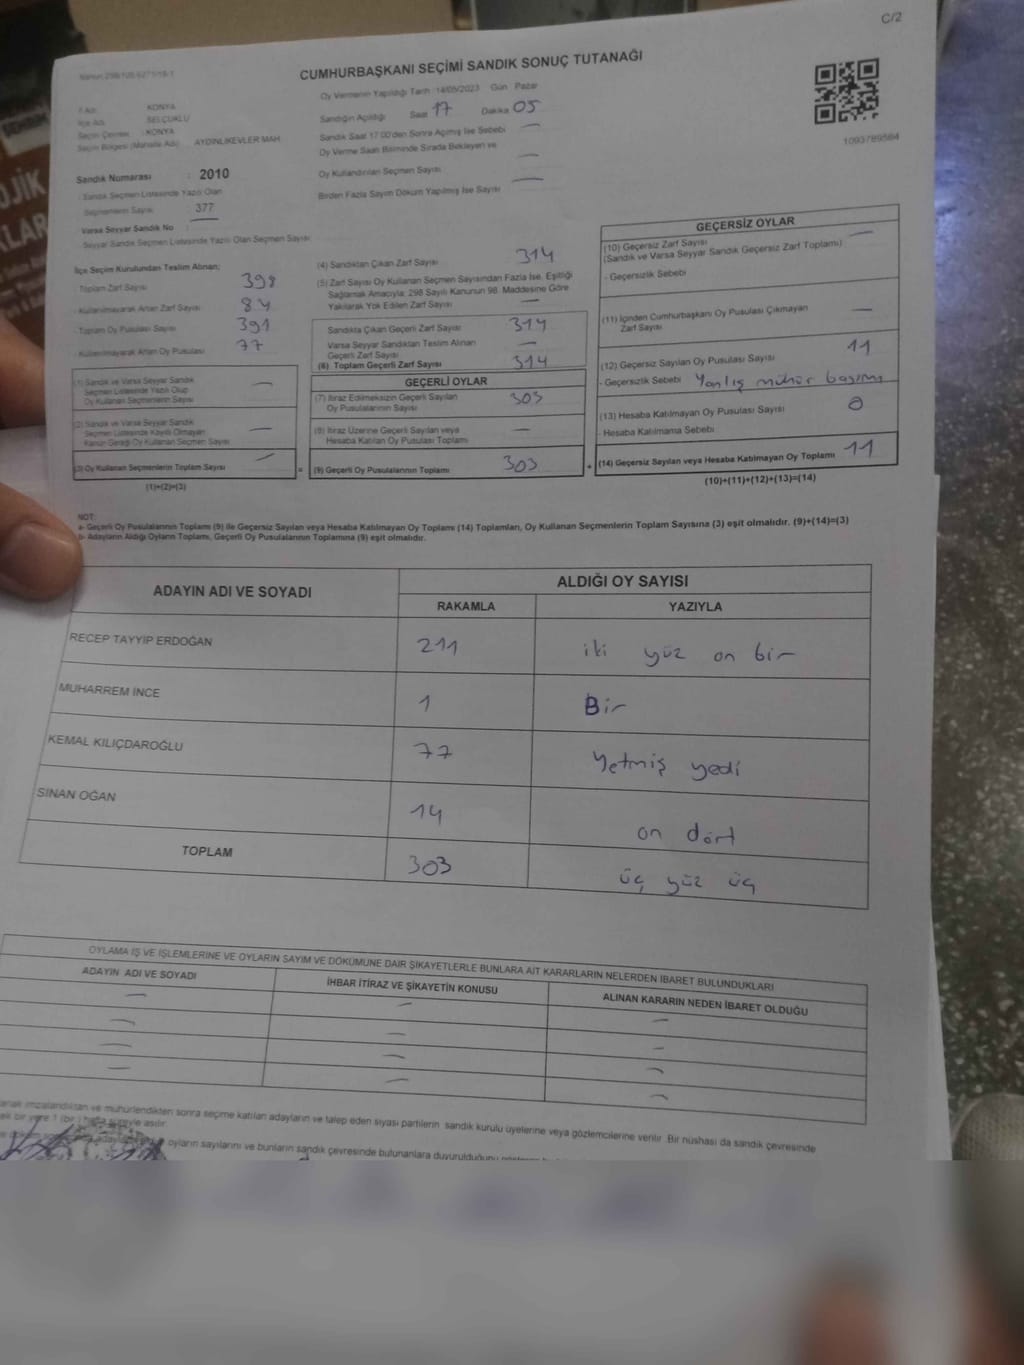 C/2
CUMHURBAŞKANI SEÇİMİ SANDIK SONUÇ TUTANAĞI
İl Adı : KONYA
İlçe Adı : SELÇUKLU
Seçim Çevresi : KONYA
Seçim Bölgesi (Mahalle Adı) AYDINLIKEVLER MAH.
Sandık Numarası : 2010
Sandık Seçmen Listesinde Yazılı Olan
Seçmenlerin Sayısı : 377
Varsa Seyyar Sandık No :
Seyyar Sandık Seçmen Listesinde Yazılı Olan Seçmen Sayısı:
Oy Vermenin Yapıldığı Tarih :14/05/2023 Gün Pazar
Sandığın Açıldığı Saat 17 Dakika 05
Sandık Saat 17.00'den Sonra Açılmış İse Sebebi —
Oy Verme Saati Bitiminde Sırada Bekleyen ve
Oy Kullandırılan Seçmen Sayısı —
Birden Fazla Sayım Döküm Yapılmış İse Sayısı —
1093789584
İlçe Seçim Kurulundan Teslim Alınan;
- Toplam Zarf Sayısı 398
- Kullanılmayarak Artan Zarf Sayısı 84
- Toplam Oy Pusulası Sayısı 391
- Kullanılmayarak Artan Oy Pusulası 77
(1) Sandık ve Varsa Seyyar Sandık
Seçmen Listesinde Yazılı Olup
Oy Kullanan Seçmenlerin Sayısı —
(2) Sandık ve Varsa Seyyar Sandık
Seçmen Listesinde Kayıtlı Olmayan
Kanun Gereği Oy Kullanan Seçmen Sayısı —
(3) Oy Kullanan Seçmenlerin Toplam Sayısı —
(1)+(2)=(3)
(4) Sandıktan Çıkan Zarf Sayısı 314
(5) Zarf Sayısı Oy Kullanan Seçmen Sayısından Fazla İse, Eşitliği
Sağlamak Amacıyla; 298 Sayılı Kanunun 98. Maddesine Göre
Yakılarak Yok Edilen Zarf Sayısı —
Sandıkta Çıkan Geçerli Zarf Sayısı 314
Varsa Seyyar Sandıktan Teslim Alınan
Geçerli Zarf Sayısı —
(6) Toplam Geçerli Zarf Sayısı 314
GEÇERLİ OYLAR
(7) İtiraz Edilmeksizin Geçerli Sayılan
Oy Pusulalarının Sayısı 303
(8) İtiraz Üzerine Geçerli Sayılan veya
Hesaba Katılan Oy Pusulası Toplamı —
= (9) Geçerli Oy Pusulalarının Toplamı 303 +
GEÇERSİZ OYLAR
(10) Geçersiz Zarf Sayısı —
(Sandık ve Varsa Seyyar Sandık Geçersiz Zarf Toplamı)
- Geçersizlik Sebebi
(11) İçinden Cumhurbaşkanı Oy Pusulası Çıkmayan
Zarf Sayısı —
(12) Geçersiz Sayılan Oy Pusulası Sayısı 11
- Geçersizlik Sebebi Yanlış mühür basımı
(13) Hesaba Katılmayan Oy Pusulası Sayısı 0
- Hesaba Katılmama Sebebi
(14) Geçersiz Sayılan veya Hesaba Katılmayan Oy Toplamı 11
(10)+(11)+(12)+(13)=(14)
NOT:
a- Geçerli Oy Pusulalarının Toplamı (9) ile Geçersiz Sayılan veya Hesaba Katılmayan Oy Toplamı (14) Toplamları, Oy Kullanan Seçmenlerin Toplam Sayısına (3) eşit olmalıdır. (9)+(14)=(3)
b- Adayların Aldığı Oyların Toplamı, Geçerli Oy Pusulalarının Toplamına (9) eşit olmalıdır.
ADAYIN ADI VE SOYADI
ALDIĞI OY SAYISI
RAKAMLA YAZIYLA
RECEP TAYYIP ERDOĞAN 211 iki yüz on bir
MUHARREM İNCE 1 Bir
KEMAL KILIÇDAROĞLU 77 Yetmiş yedi
SİNAN OĞAN 14 on dört
TOPLAM 303 üç yüz üç
OYLAMA İŞ VE İŞLEMLERİNE VE OYLARIN SAYIM VE DÖKÜMÜNE DAİR ŞİKAYETLERLE BUNLARA AİT KARARLARIN NELERDEN İBARET BULUNDUKLARI
ADAYIN ADI VE SOYADI İHBAR İTİRAZ VE ŞİKAYETİN KONUSU ALINAN KARARIN NEDEN İBARET OLDUĞU
— — —
— — —
— — —
— — —
imzalandıktan ve mühürlendikten sonra seçime katılan adayların ve talep eden siyasi partilerin sandık kurulu üyelerine veya gözlemcilerine verilir. Bir nüshası da sandık çevresinde
bir yere 1 (bir) hafta süreyle asılır.
oyların sayılarını ve bunların sandık çevresinde bulunanlara duyurulduğunu